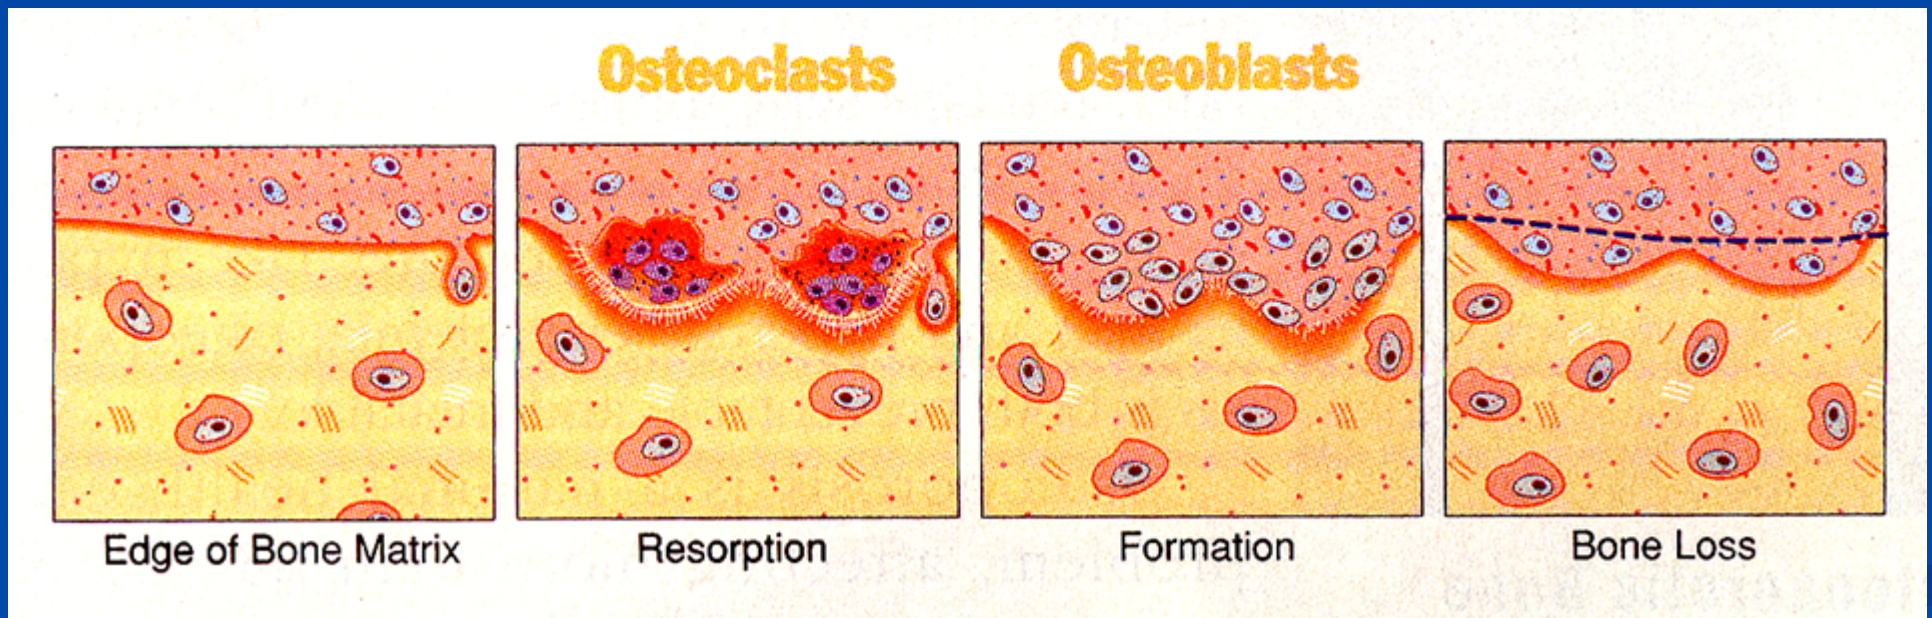 Osteoclasts Osteoblasts
Edge of Bone Matrix Resorption Formation Bone Loss